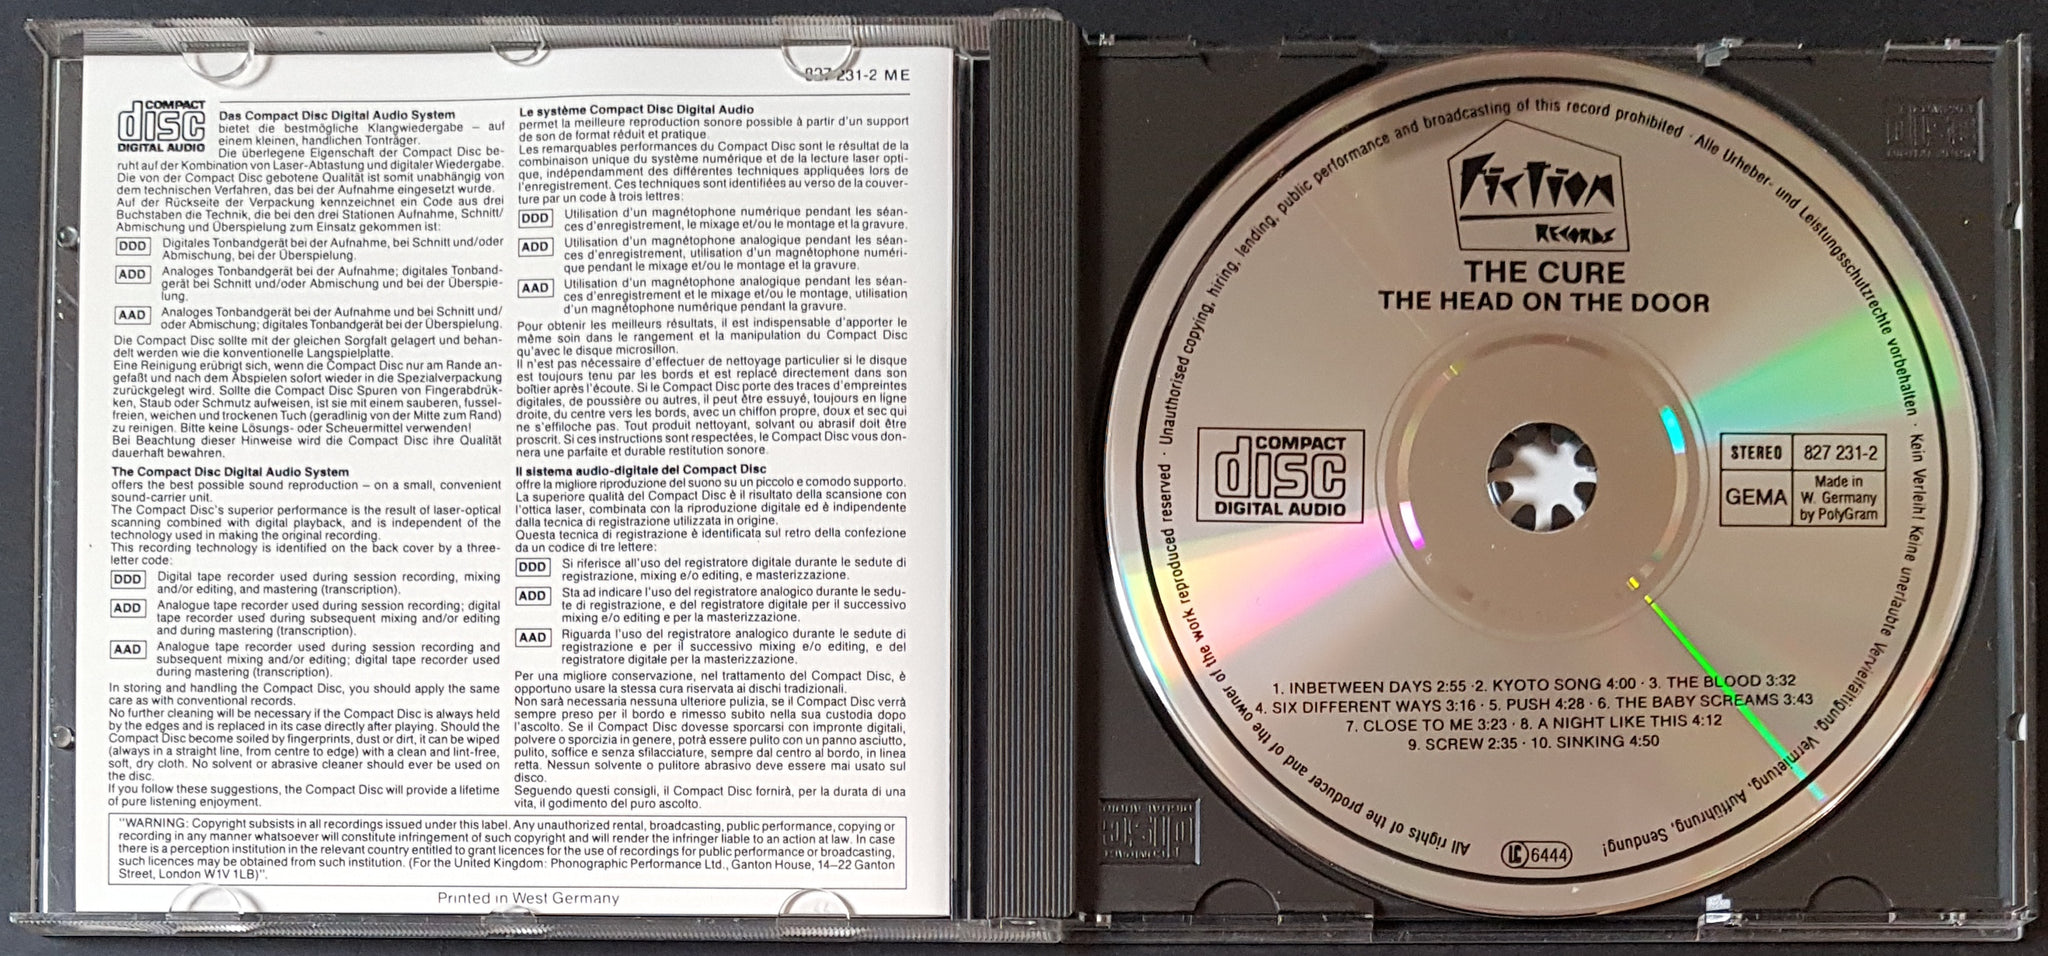 827 231-2 ME
COMPACT
disc
DIGITAL AUDIO
Das Compact Disc Digital Audio System
bietet die bestmögliche Klangwiedergabe – auf
einem kleinen, handlichen Tonträger.
Die überlegene Eigenschaft der Compact Disc be-
ruht auf der Kombination von Laser-Abtastung und digitaler Wiedergabe.
Die von der Compact Disc gebotene Qualität ist somit unabhängig von
dem technischen Verfahren, das bei der Aufnahme eingesetzt wurde.
Auf der Rückseite der Verpackung kennzeichnet ein Code aus drei
Buchstaben die Technik, die bei den drei Stationen Aufnahme, Schnitt/
Abmischung und Überspielung zum Einsatz gekommen ist:
DDD Digitales Tonbandgerät bei der Aufnahme, bei Schnitt und/oder
Abmischung, bei der Überspielung.
ADD Analoges Tonbandgerät bei der Aufnahme; digitales Tonband-
gerät bei Schnitt und/oder Abmischung und bei der Überspie-
lung.
AAD Analoges Tonbandgerät bei der Aufnahme und bei Schnitt und/
oder Abmischung; digitales Tonbandgerät bei der Überspielung.
Die Compact Disc sollte mit der gleichen Sorgfalt gelagert und behan-
delt werden wie die konventionelle Langspielplatte.
Eine Reinigung erübrigt sich, wenn die Compact Disc nur am Rande an-
gefaßt und nach dem Abspielen sofort wieder in die Spezialverpackung
zurückgelegt wird. Sollte die Compact Disc Spuren von Fingerabdrük-
ken, Staub oder Schmutz aufweisen, ist sie mit einem sauberen, fussel-
freien, weichen und trockenen Tuch (geradlinig von der Mitte zum Rand)
zu reinigen. Bitte keine Lösungs- oder Scheuermittel verwenden!
Bei Beachtung dieser Hinweise wird die Compact Disc ihre Qualität
dauerhaft bewahren.
The Compact Disc Digital Audio System
offers the best possible sound reproduction – on a small, convenient
sound-carrier unit.
The Compact Disc's superior performance is the result of laser-optical
scanning combined with digital playback, and is independent of the
technology used in making the original recording.
This recording technology is identified on the back cover by a three-
letter code:
DDD Digital tape recorder used during session recording, mixing
and/or editing, and mastering (transcription).
ADD Analogue tape recorder used during session recording; digital
tape recorder used during subsequent mixing and/or editing
and during mastering (transcription).
AAD Analogue tape recorder used during session recording and
subsequent mixing and/or editing; digital tape recorder used
during mastering (transcription).
In storing and handling the Compact Disc, you should apply the same
care as with conventional records.
No further cleaning will be necessary if the Compact Disc is always held
by the edges and is replaced in its case directly after playing. Should the
Compact Disc become soiled by fingerprints, dust or dirt, it can be wiped
(always in a straight line, from centre to edge) with a clean and lint-free,
soft, dry cloth. No solvent or abrasive cleaner should ever be used on
the disc.
If you follow these suggestions, the Compact Disc will provide a lifetime
of pure listening enjoyment.
Le système Compact Disc Digital Audio
permet la meilleure reproduction sonore possible à partir d'un support
de son de format réduit et pratique.
Les remarquables performances du Compact Disc sont le résultat de la
combinaison unique du système numérique et de la lecture laser opti-
que, indépendamment des différentes techniques appliquées lors de
l'enregistrement. Ces techniques sont identifiées au verso de la couver-
ture par un code à trois lettres:
DDD Utilisation d'un magnétophone numérique pendant les séan-
ces d'enregistrement, le mixage et/ou le montage et la gravure.
ADD Utilisation d'un magnétophone analogique pendant les séan-
ces d'enregistrement, utilisation d'un magnétophone numéri-
que pendant le mixage et/ou le montage et la gravure.
AAD Utilisation d'un magnétophone analogique pendant les séan-
ces d'enregistrement et le mixage et/ou le montage, utilisation
d'un magnétophone numérique pendant la gravure.
Pour obtenir les meilleurs résultats, il est indispensable d'apporter le
même soin dans le rangement et la manipulation du Compact Disc
qu'avec le disque microsillon.
Il n'est pas nécessaire d'effectuer de nettoyage particulier si le disque
est toujours tenu par les bords et est replacé directement dans son
boîtier après l'écoute. Si le Compact Disc porte des traces d'empreintes
digitales, de poussière ou autres, il peut être essuyé, toujours en ligne
droite, du centre vers les bords, avec un chiffon propre, doux et sec qui
ne s'effiloche pas. Tout produit nettoyant, solvant ou abrasif doit être
proscrit. Si ces instructions sont respectées, le Compact Disc vous don-
nera une parfaite et durable restitution sonore.
Il sistema audio-digitale del Compact Disc
offre la migliore riproduzione del suono su un piccolo e comodo supporto.
La superiore qualità del Compact Disc è il risultato della scansione con
l'ottica laser, combinata con la riproduzione digitale ed è indipendente
dalla tecnica di registrazione utilizzata in origine.
Questa tecnica di registrazione è identificata sul retro della confezione
da un codice di tre lettere:
DDD Si riferisce all'uso del registratore digitale durante le sedute di
registrazione, mixing e/o editing, e masterizzazione.
ADD Sta ad indicare l'uso del registratore analogico durante le sedu-
te di registrazione, e del registratore digitale per il successivo
mixing e/o editing e per la masterizzazione.
AAD Riguarda l'uso del registratore analogico durante le sedute di
registrazione e per il successivo mixing e/o editing, e del
registratore digitale per la masterizzazione.
Per una migliore conservazione, nel trattamento del Compact Disc, è
opportuno usare la stessa cura riservata ai dischi tradizionali.
Non sarà necessaria nessuna ulteriore pulizia, se il Compact Disc verrà
sempre preso per il bordo e rimesso subito nella sua custodia dopo
l'ascolto. Se il Compact Disc dovesse sporcarsi con impronte digitali,
polvere o sporcizia in genere, potrà essere pulito con un panno asciutto,
pulito, soffice e senza sfilacciature, sempre dal centro al bordo, in linea
retta. Nessun solvente o pulitore abrasivo deve essere mai usato sul
disco.
Seguendo questi consigli, il Compact Disc fornirà, per la durata di una
vita, il godimento del puro ascolto.
"WARNING: Copyright subsists in all recordings issued under this label. Any unauthorized rental, broadcasting, public performance, copying or
recording in any manner whatsoever will constitute infringement of such copyright and will render the infringer liable to an action at law. In case
there is a perception institution in the relevant country entitled to grant licences for the use of recordings for public performance or broadcasting,
such licences may be obtained from such institution. (For the United Kingdom: Phonographic Performance Ltd., Ganton House, 14–22 Ganton
Street, London W1V 1LB)".
Printed in West Germany
All rights of the producer and of the owner of the work reproduced reserved · Unauthorised copying, hiring, lending, public performance and broadcasting of this record prohibited · Alle Urheber- und Leistungsschutzrechte vorbehalten · Kein Verleih! Keine unerlaubte Vervielfältigung, Vermietung, Aufführung, Sendung!
Fiction
RECORDS
THE CURE
THE HEAD ON THE DOOR
COMPACT
disc
DIGITAL AUDIO
STEREO 827 231-2
GEMA Made in
W. Germany
by PolyGram
1. INBETWEEN DAYS 2:55 · 2. KYOTO SONG 4:00 · 3. THE BLOOD 3:32
4. SIX DIFFERENT WAYS 3:16 · 5. PUSH 4:28 · 6. THE BABY SCREAMS 3:43
7. CLOSE TO ME 3:23 · 8. A NIGHT LIKE THIS 4:12
9. SCREW 2:35 · 10. SINKING 4:50
LC 6444
COMPACT
disc
DIGITAL AUDIO
COMPACT
disc
DIGITAL AUDIO